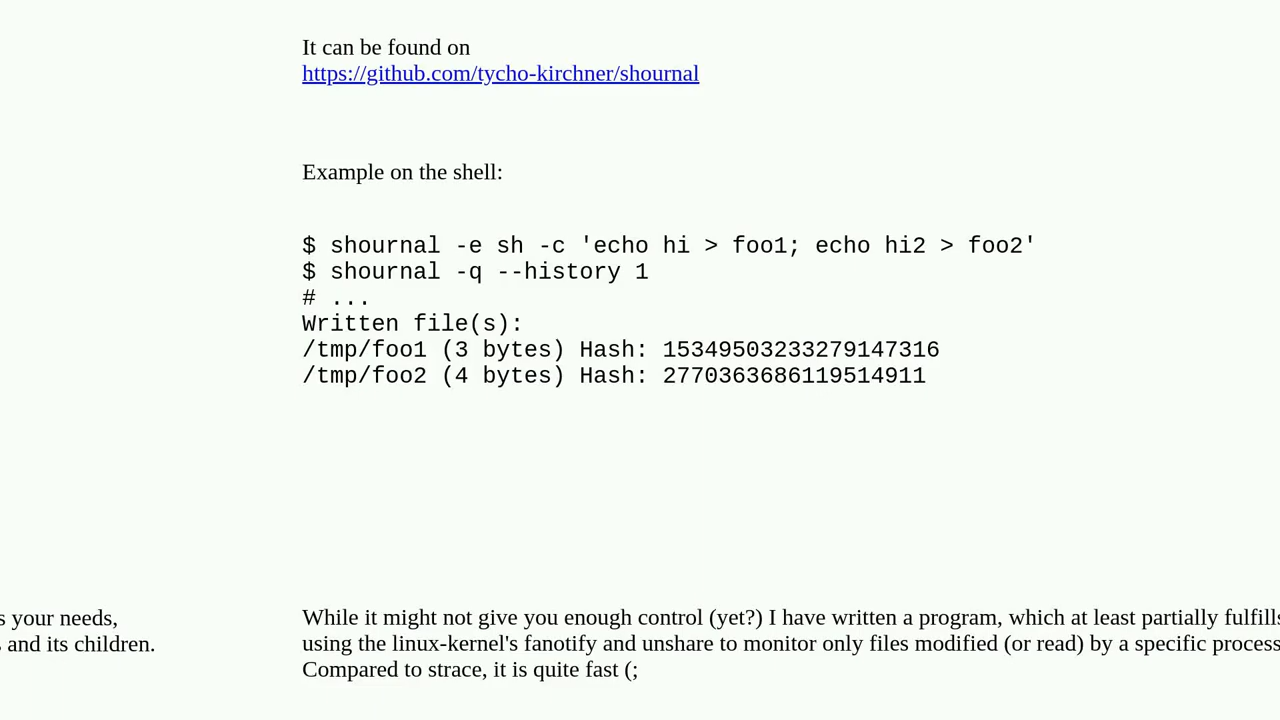 It can be found on
https://github.com/tycho-kirchner/shournal
Example on the shell:
$ shournal -e sh -c 'echo hi > foo1; echo hi2 > foo2'
$ shournal -q --history 1
# ...
Written file(s):
/tmp/foo1 (3 bytes) Hash: 15349503233279147316
/tmp/foo2 (4 bytes) Hash: 2770363686119514911
s your needs,
and its children.
While it might not give you enough control (yet?) I have written a program, which at least partially fulfills
using the linux-kernel's fanotify and unshare to monitor only files modified (or read) by a specific process
Compared to strace, it is quite fast (;